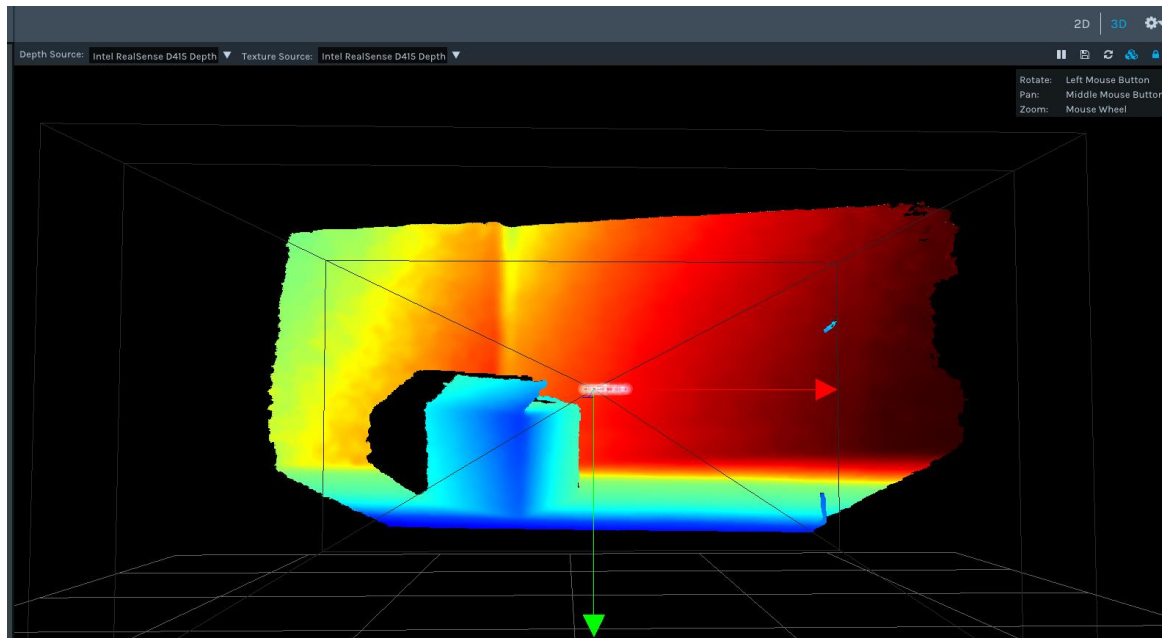 2D 3D
Depth Source: Intel RealSense D415 Depth Texture Source: Intel RealSense D415 Depth
Rotate: Left Mouse Button
Pan: Middle Mouse Button
Zoom: Mouse Wheel